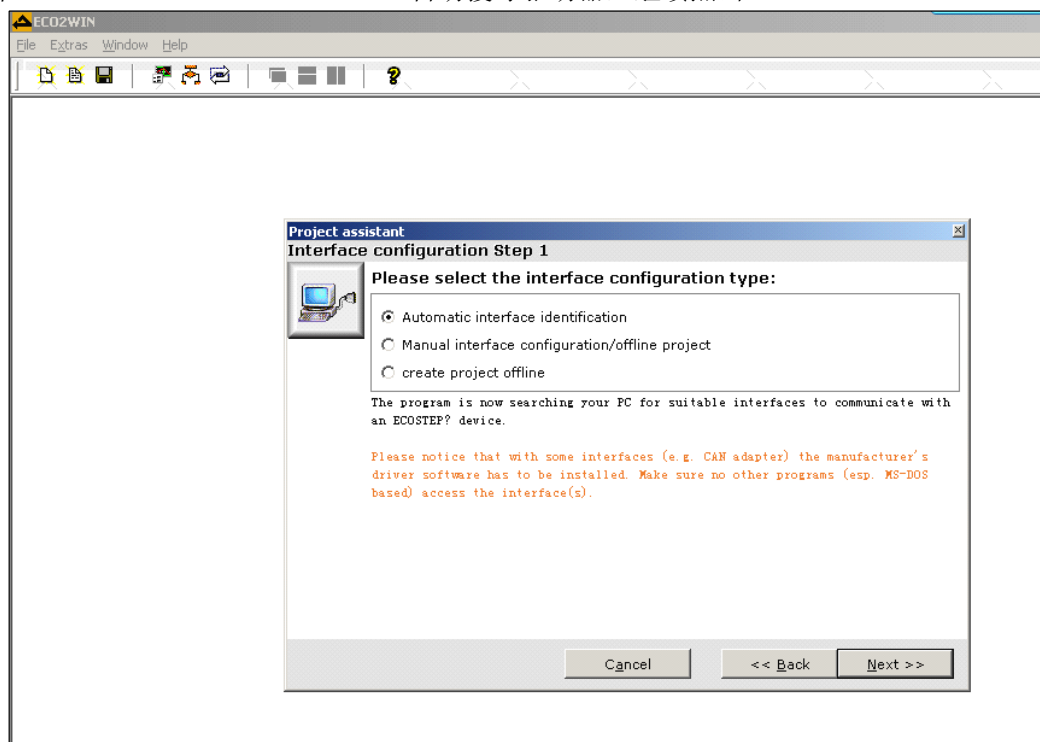 ECO2WIN
File Extras Window Help
Project assistant
Interface configuration Step 1
Please select the interface configuration type:
Automatic interface identification
Manual interface configuration/offline project
create project offline
The program is now searching your PC for suitable interfaces to communicate with
an ECOSTEP? device.
Please notice that with some interfaces (e.g. CAN adapter) the manufacturer's
driver software has to be installed. Make sure no other programs (esp. MS-DOS
based) access the interface(s).
Cancel << Back Next >>